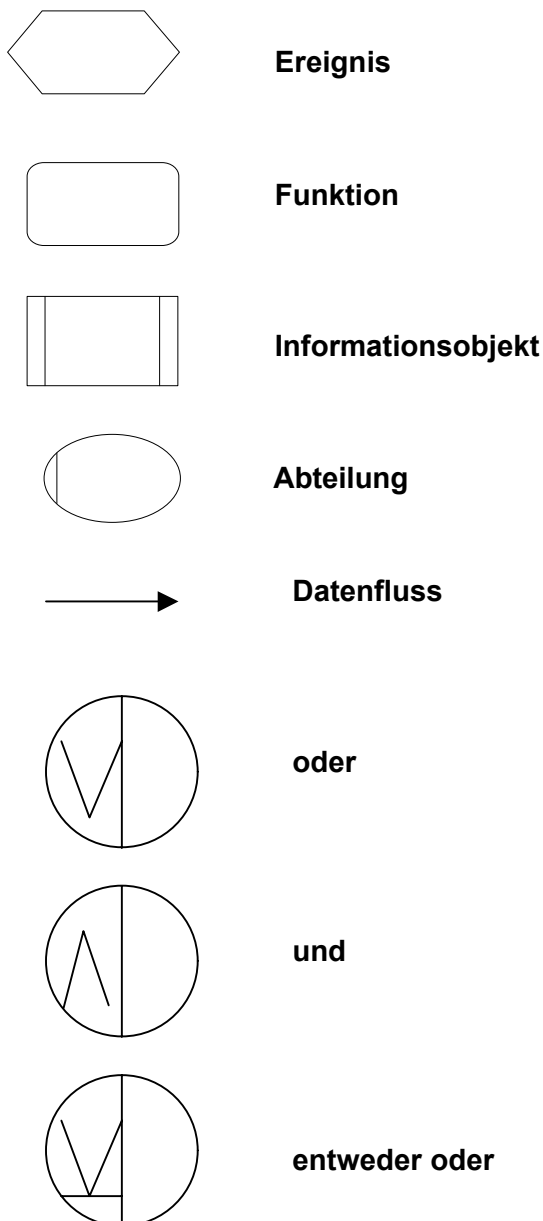 Ereignis
Funktion
Informationsobjekt
Abteilung
Datenfluss
oder
und
entweder oder